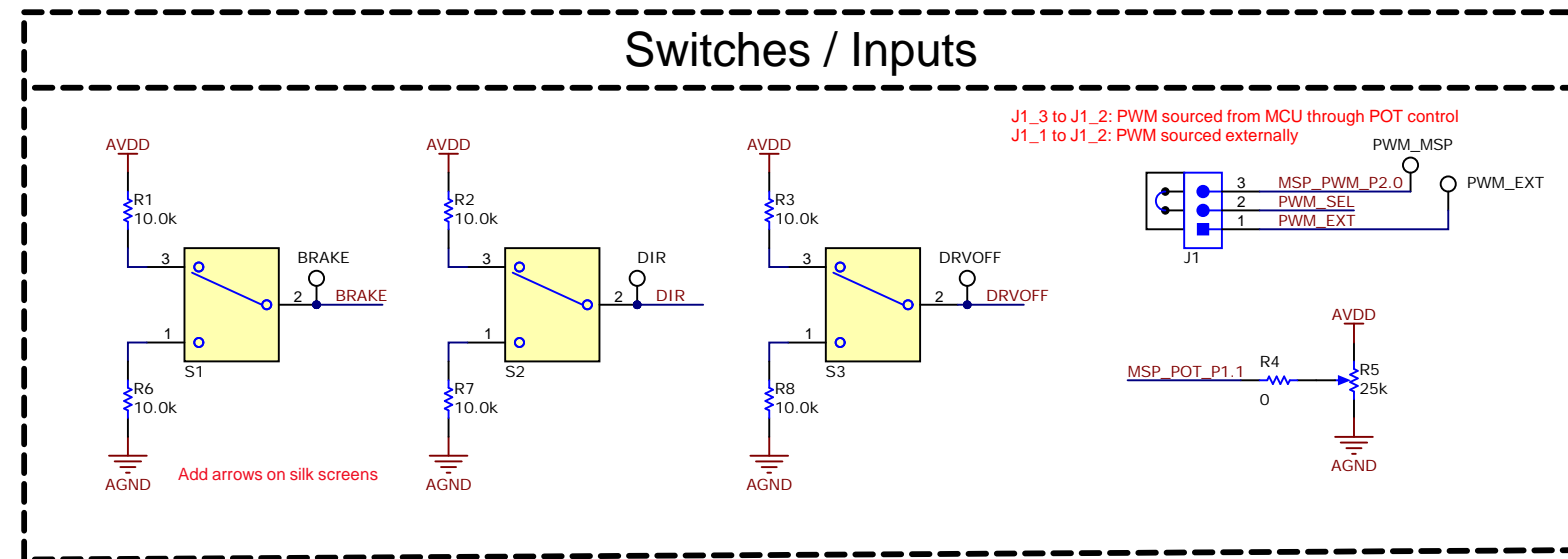 Switches / Inputs
J1_3 to J1_2: PWM sourced from MCU through POT control
J1_1 to J1_2: PWM sourced externally
AVDD
R1
10.0k
3
BRAKE
2
BRAKE
1
S1
R6
10.0k
AGND
Add arrows on silk screens
AVDD
R2
10.0k
3
DIR
2
DIR
1
S2
R7
10.0k
AGND
AVDD
R3
10.0k
3
DRVOFF
2
DRVOFF
1
S3
R8
10.0k
AGND
PWM_MSP
PWM_EXT
3 MSP_PWM_P2.0
2 PWM_SEL
1 PWM_EXT
J1
AVDD
MSP_POT_P1.1
R4
0
R5
25k
AGND